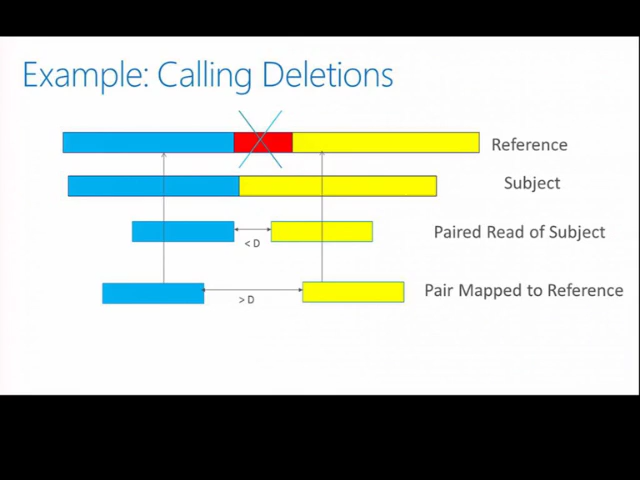 Example: Calling Deletions
Reference
Subject
Paired Read of Subject
< D
Pair Mapped to Reference
> D